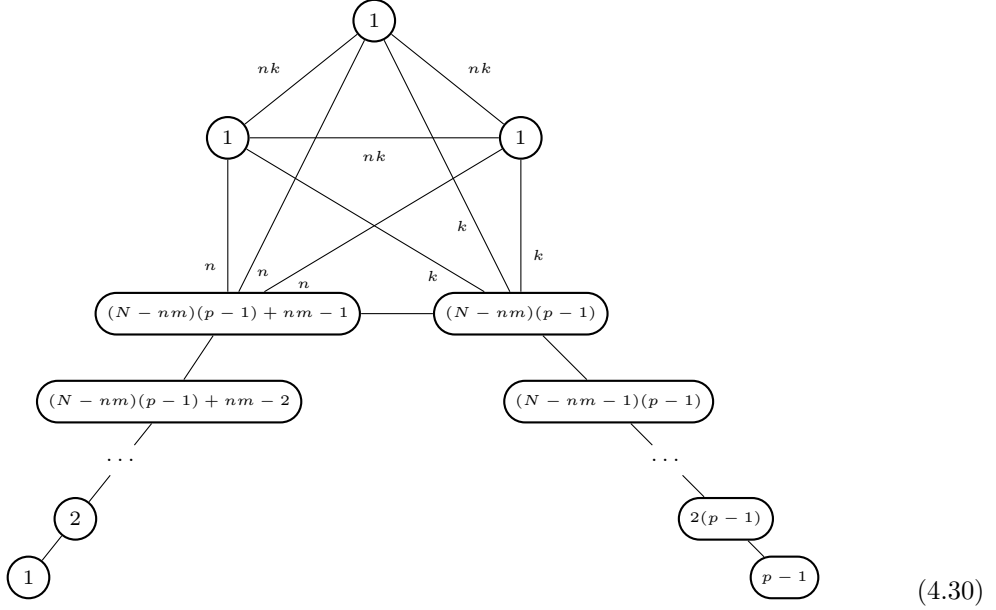 1
nk nk
1 1
nk
k
n n k k
n
(N − nm)(p − 1) + nm − 1 (N − nm)(p − 1)
(N − nm)(p − 1) + nm − 2 (N − nm − 1)(p − 1)
... ...
2 2(p − 1)
1 p − 1
(4.30)